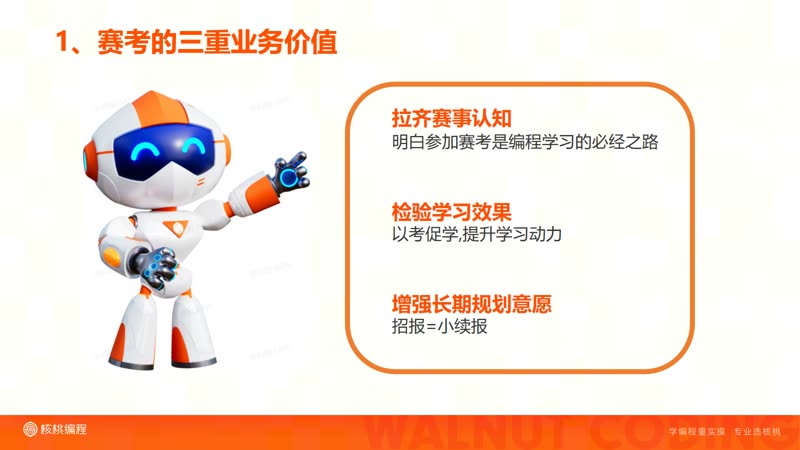 1、赛考的三重业务价值
拉齐赛事认知
明白参加赛考是编程学习的必经之路
检验学习效果
以考促学,提升学习动力
增强长期规划意愿
招报=小续报
核桃编程
WALNUT CODING
学编程重实操 专业选核桃